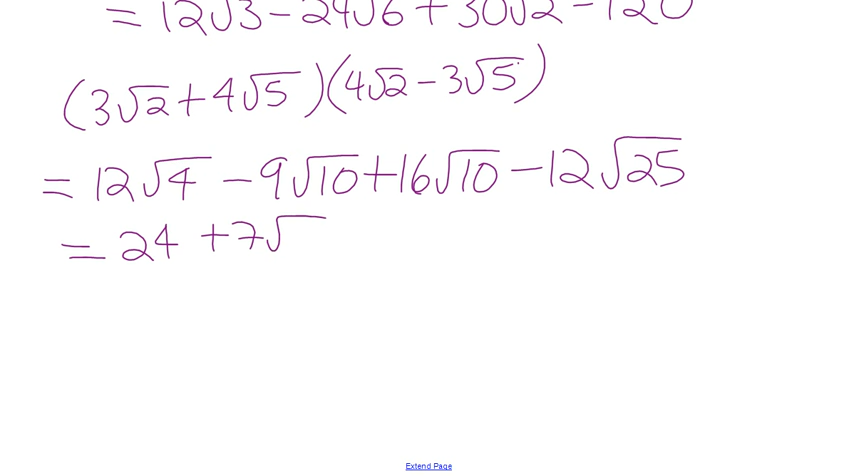 = 12√3 - 24√6 + 30√2 - 120
(3√2 + 4√5)(4√2 - 3√5)
= 12√4 - 9√10 + 16√10 - 12√25
= 24 + 7√
Extend Page